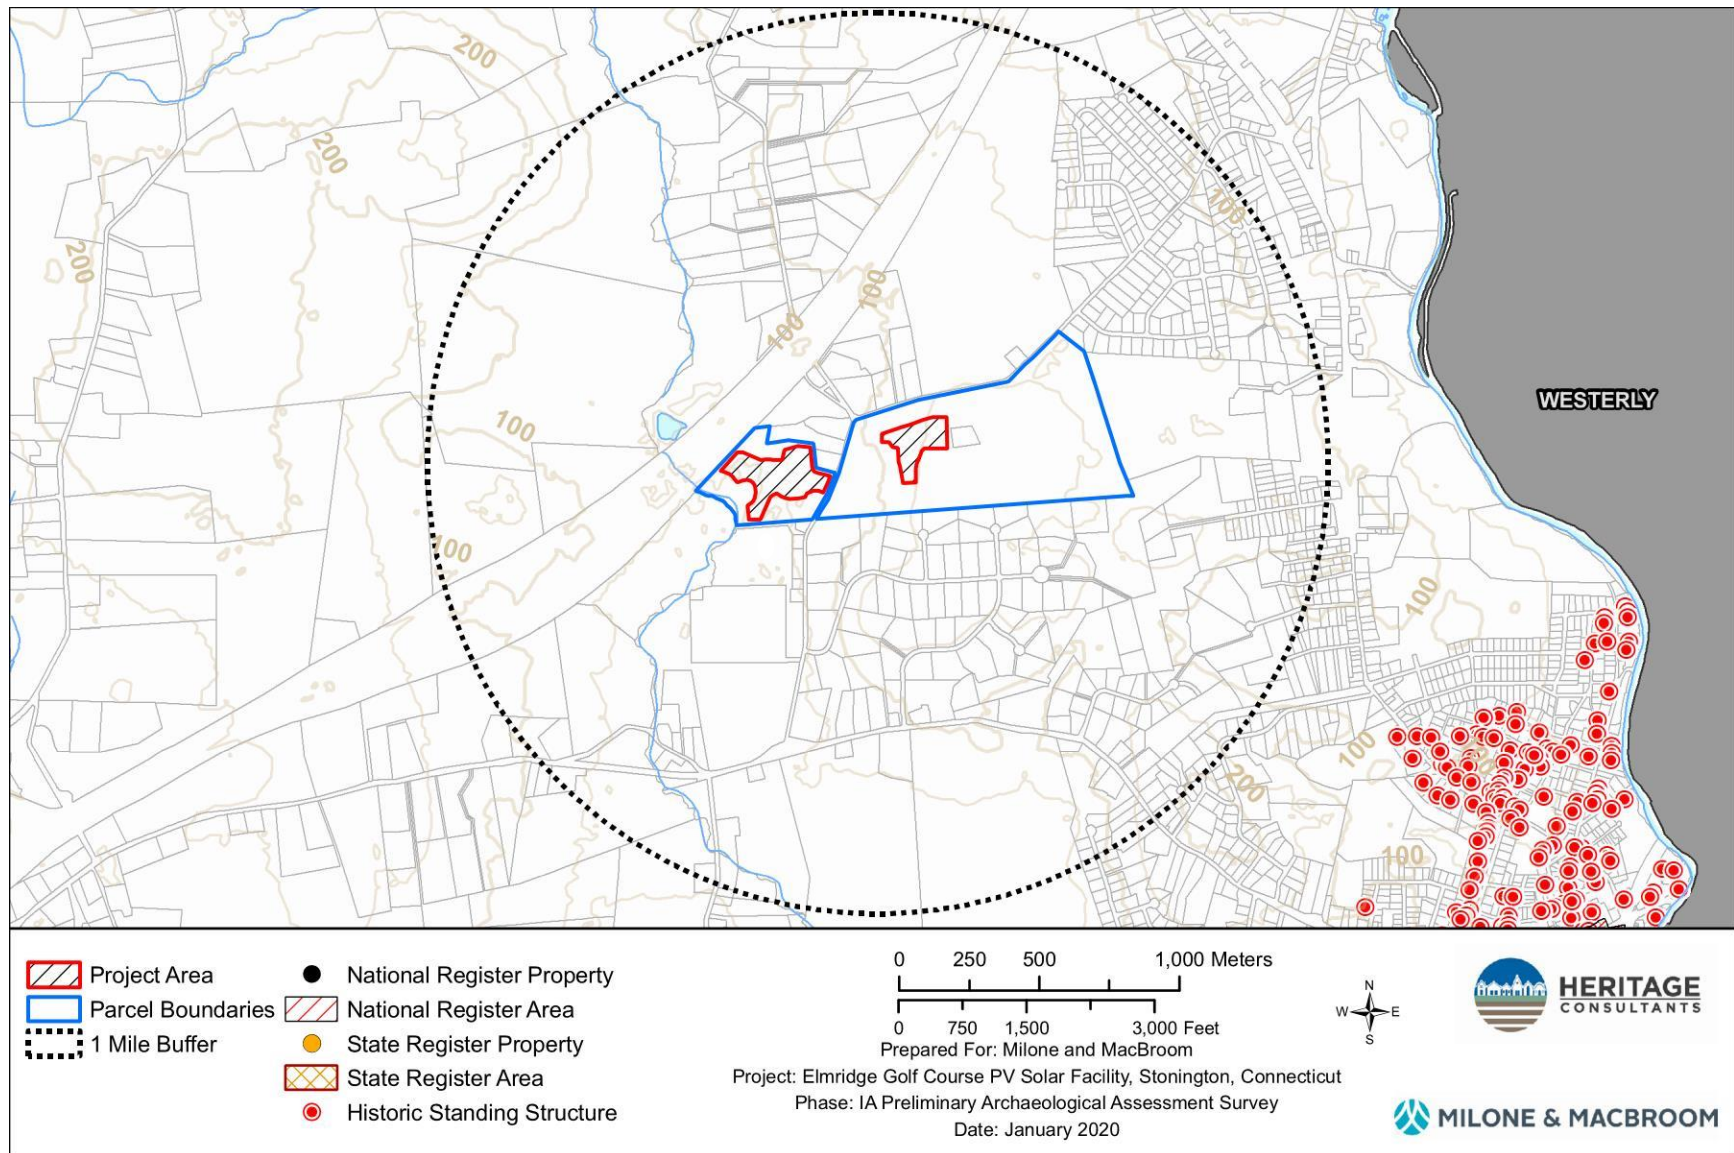 200
200
200
100
100
100
100
100
WESTERLY
100
100
200
100
Project Area
Parcel Boundaries
1 Mile Buffer
National Register Property
National Register Area
State Register Property
State Register Area
Historic Standing Structure
0 250 500 1,000 Meters
0 750 1,500 3,000 Feet
Prepared For: Milone and MacBroom
Project: Elmridge Golf Course PV Solar Facility, Stonington, Connecticut
Phase: IA Preliminary Archaeological Assessment Survey
Date: January 2020
N
W E
S
HERITAGE
CONSULTANTS
MILONE & MACBROOM